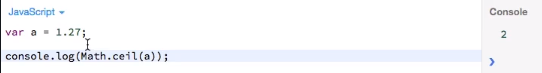 JavaScript
Console
var a = 1.27;
2
console.log(Math.ceil(a));